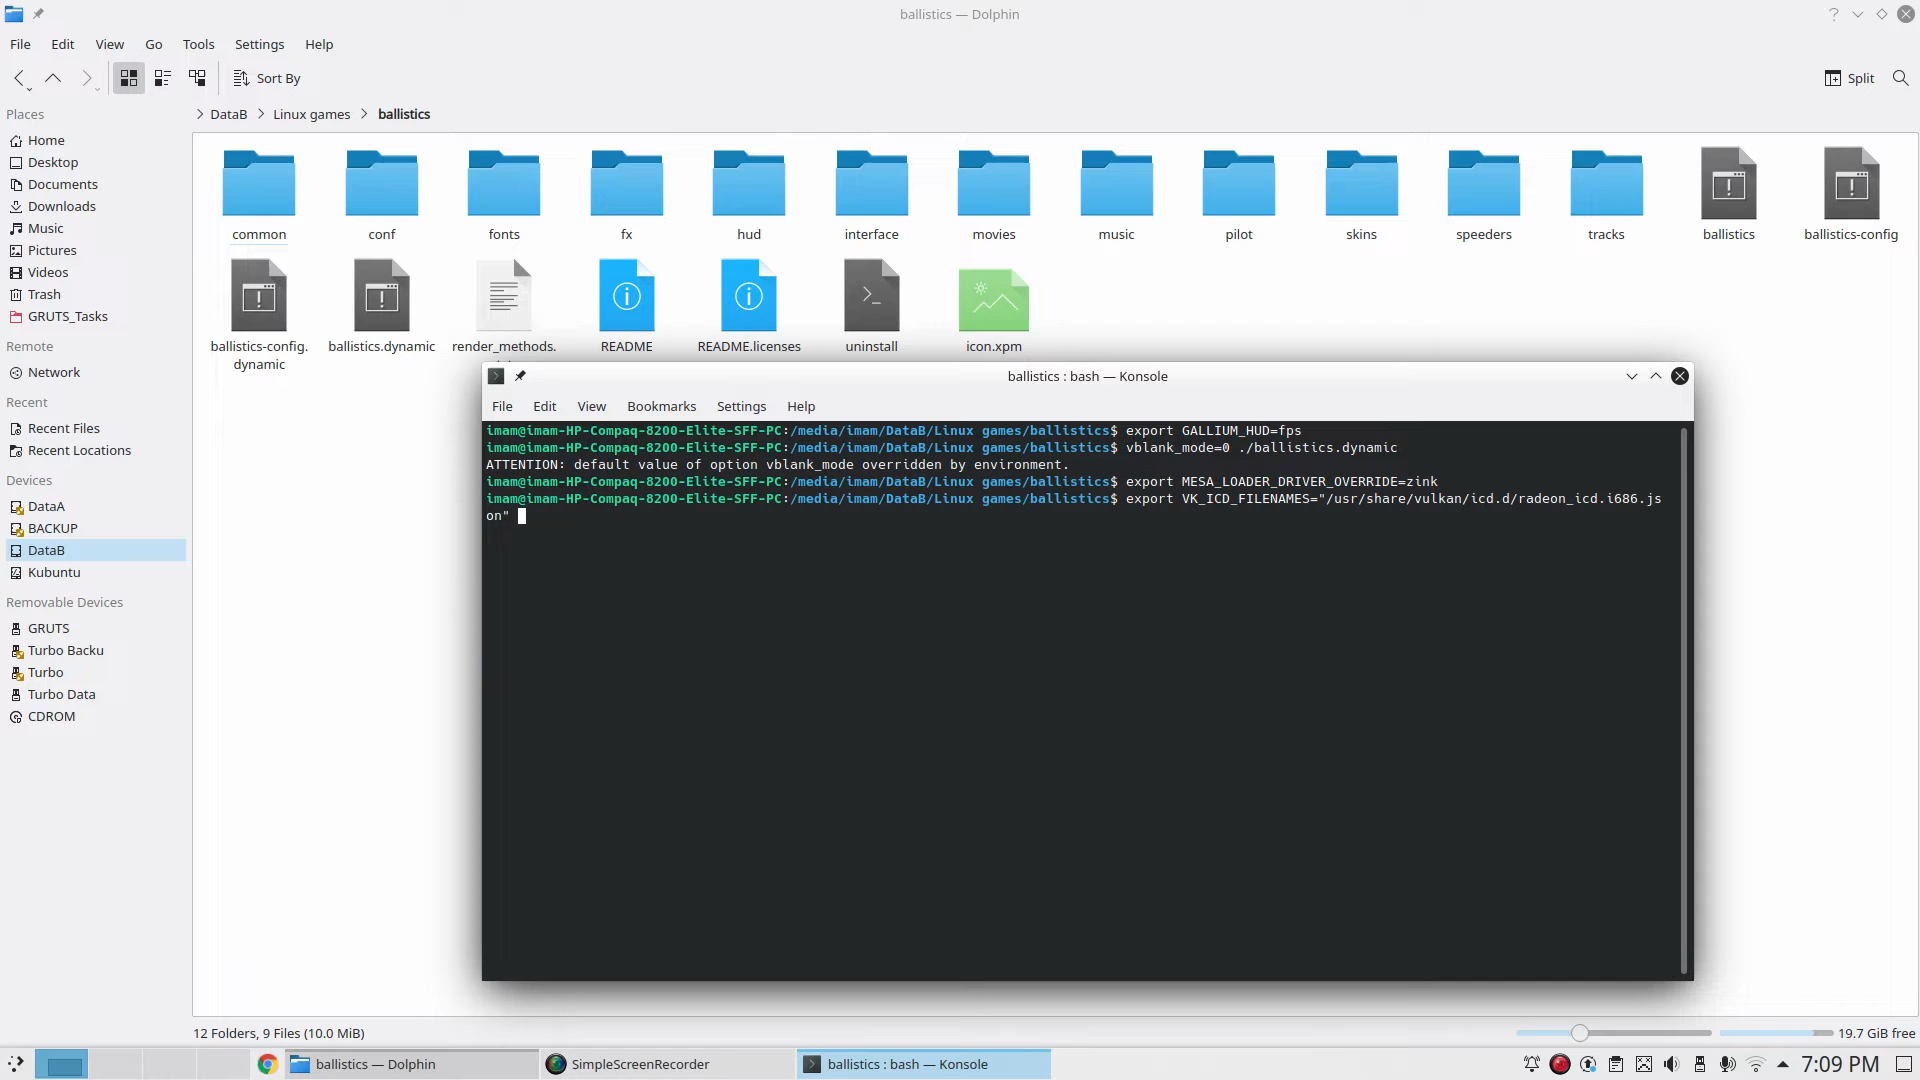 ballistics — Dolphin
File Edit View Go Tools Settings Help
Sort By
Split
Places
DataB Linux games ballistics
Home
Desktop
Documents
Downloads
Music
Pictures
Videos
Trash
GRUTS_Tasks
Remote
Network
Recent
Recent Files
Recent Locations
Devices
DataA
BACKUP
DataB
Kubuntu
Removable Devices
GRUTS
Turbo Backu
Turbo
Turbo Data
CDROM
common conf fonts fx hud interface movies music pilot skins speeders tracks ballistics ballistics-config
ballistics-config.
dynamic
ballistics.dynamic render_methods. README README.licenses uninstall icon.xpm
ballistics : bash — Konsole
File Edit View Bookmarks Settings Help
imam@imam-HP-Compaq-8200-Elite-SFF-PC:/media/imam/DataB/Linux games/ballistics$ export GALLIUM_HUD=fps
imam@imam-HP-Compaq-8200-Elite-SFF-PC:/media/imam/DataB/Linux games/ballistics$ vblank_mode=0 ./ballistics.dynamic
ATTENTION: default value of option vblank_mode overridden by environment.
imam@imam-HP-Compaq-8200-Elite-SFF-PC:/media/imam/DataB/Linux games/ballistics$ export MESA_LOADER_DRIVER_OVERRIDE=zink
imam@imam-HP-Compaq-8200-Elite-SFF-PC:/media/imam/DataB/Linux games/ballistics$ export VK_ICD_FILENAMES="/usr/share/vulkan/icd.d/radeon_icd.i686.js
on"
12 Folders, 9 Files (10.0 MiB)
19.7 GiB free
ballistics — Dolphin
SimpleScreenRecorder
ballistics : bash — Konsole
7:09 PM